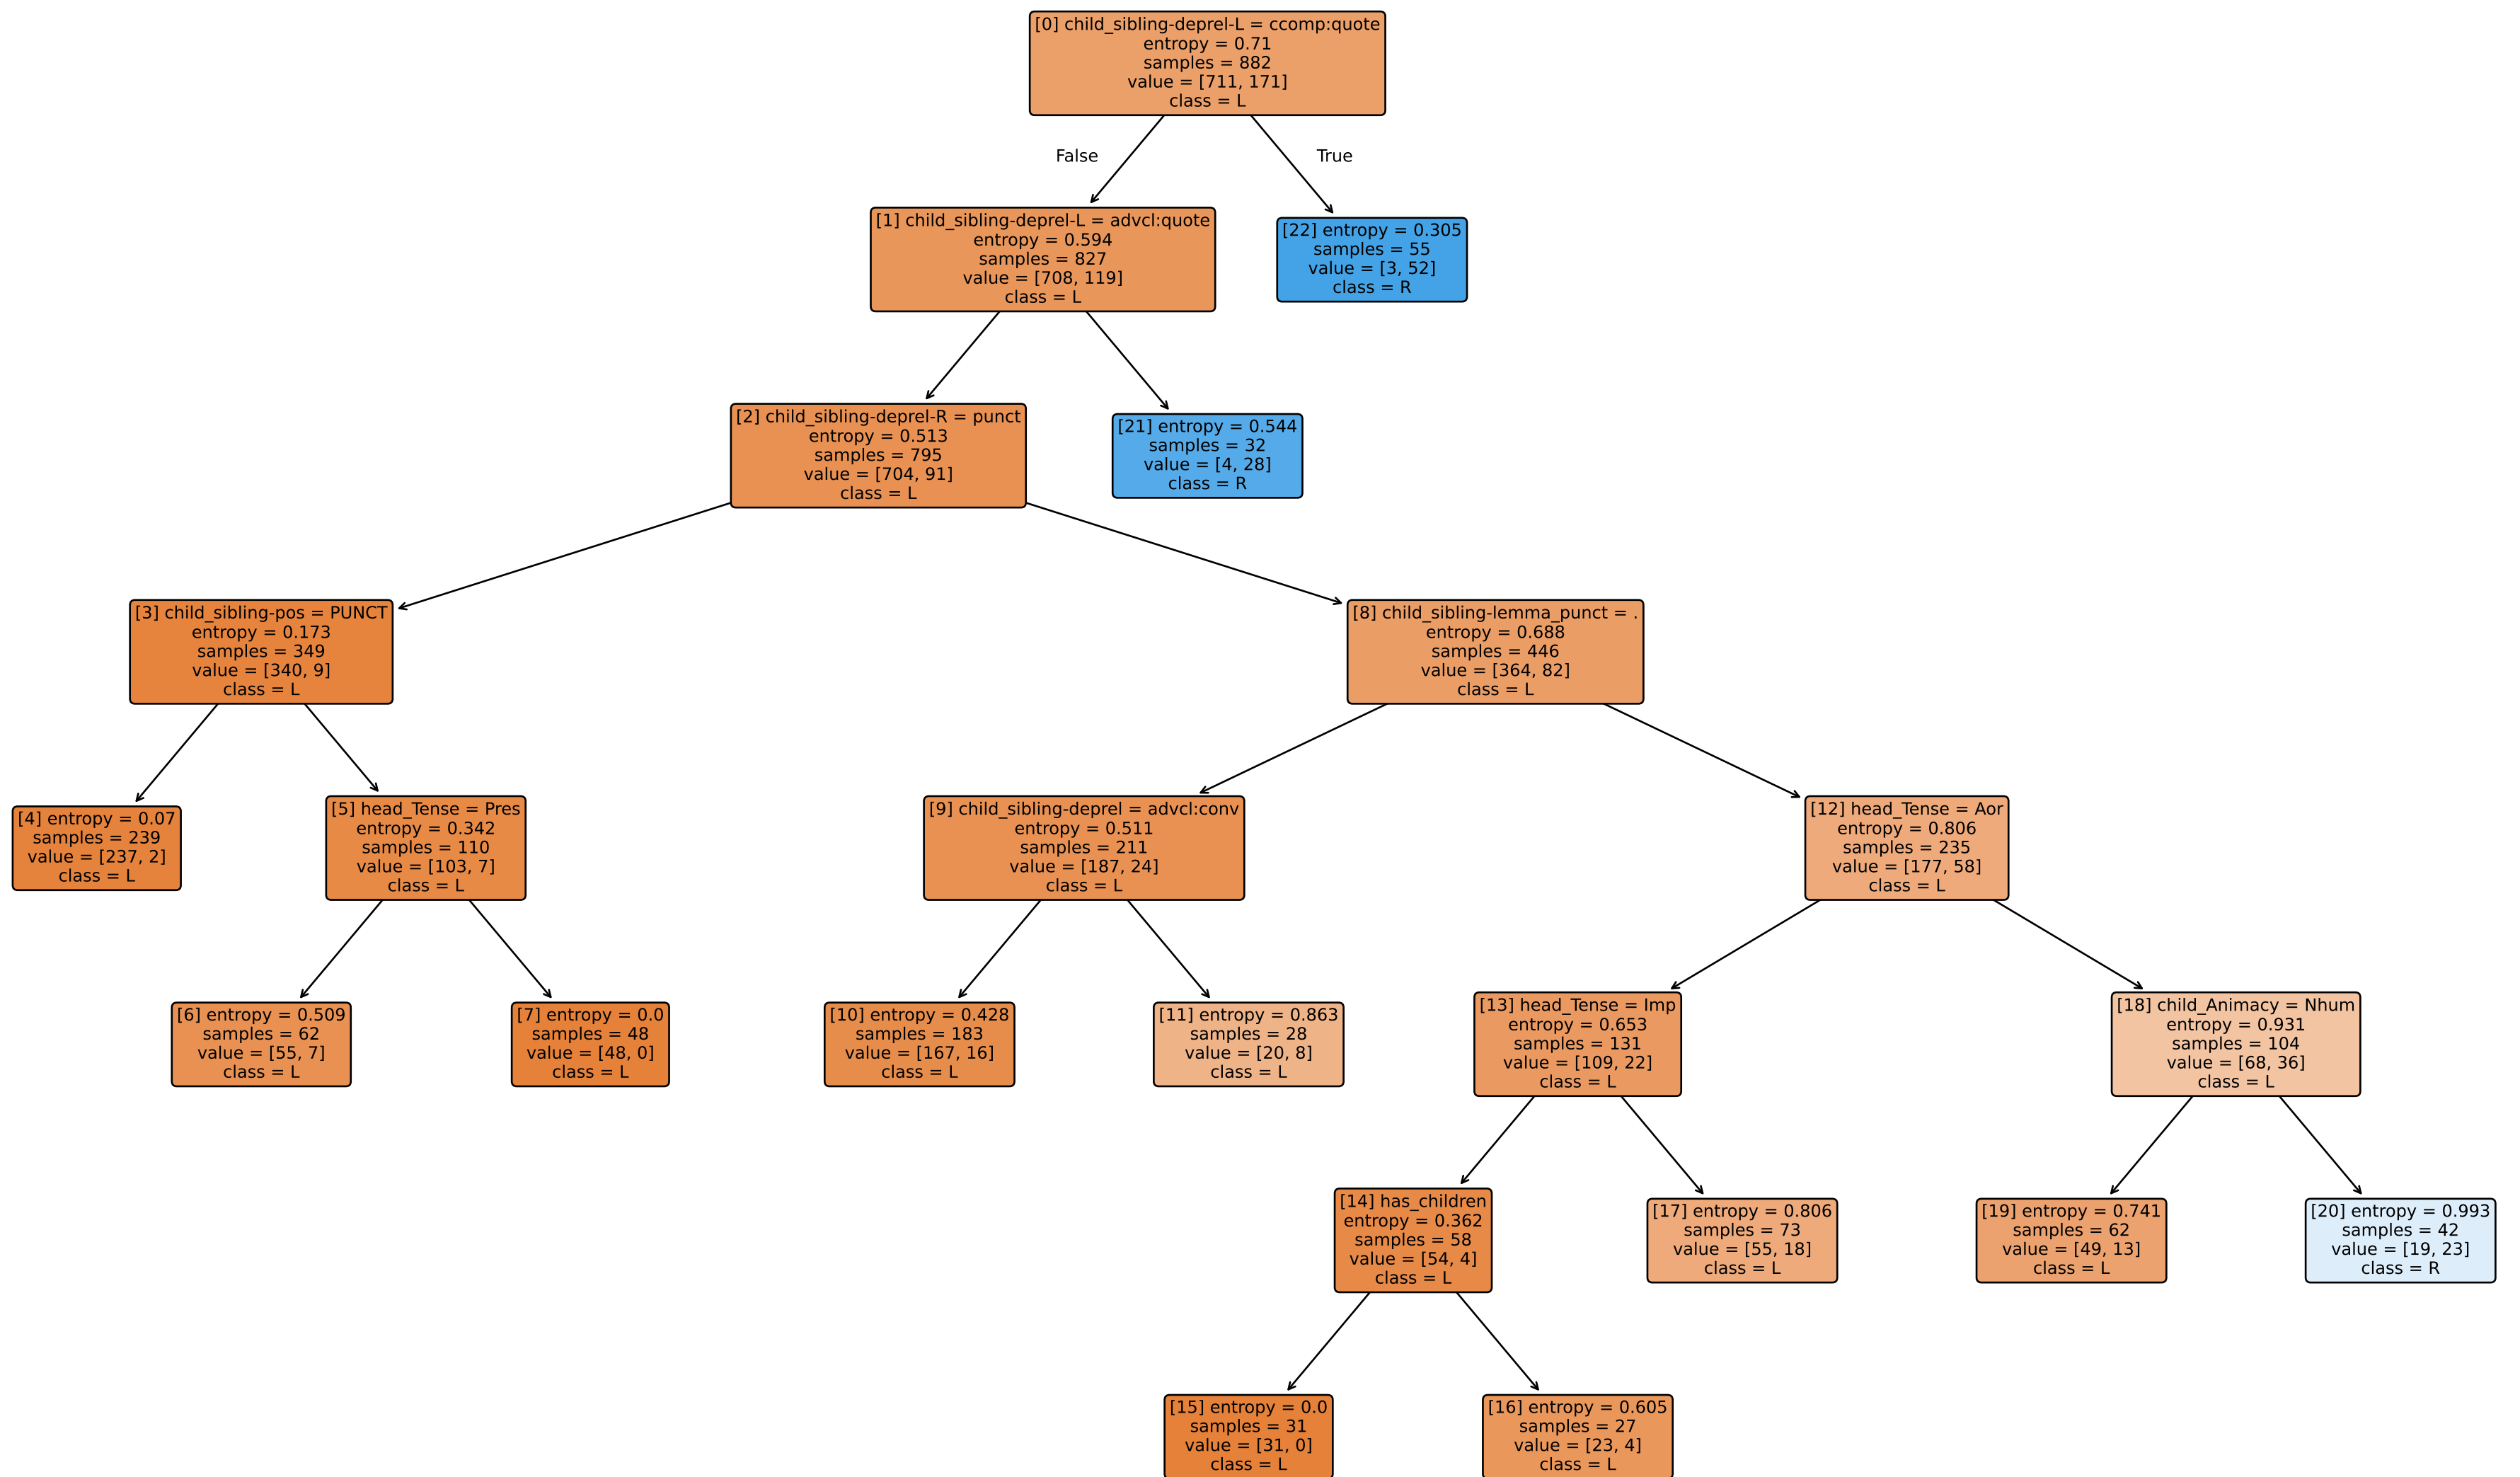 [0] child_sibling-deprel-L = ccomp:quote
entropy = 0.71
samples = 882
value = [711, 171]
class = L
False
True
[1] child_sibling-deprel-L = advcl:quote
entropy = 0.594
samples = 827
value = [708, 119]
class = L
[22] entropy = 0.305
samples = 55
value = [3, 52]
class = R
[2] child_sibling-deprel-R = punct
entropy = 0.513
samples = 795
value = [704, 91]
class = L
[21] entropy = 0.544
samples = 32
value = [4, 28]
class = R
[3] child_sibling-pos = PUNCT
entropy = 0.173
samples = 349
value = [340, 9]
class = L
[8] child_sibling-lemma_punct = .
entropy = 0.688
samples = 446
value = [364, 82]
class = L
[4] entropy = 0.07
samples = 239
value = [237, 2]
class = L
[5] head_Tense = Pres
entropy = 0.342
samples = 110
value = [103, 7]
class = L
[9] child_sibling-deprel = advcl:conv
entropy = 0.511
samples = 211
value = [187, 24]
class = L
[12] head_Tense = Aor
entropy = 0.806
samples = 235
value = [177, 58]
class = L
[6] entropy = 0.509
samples = 62
value = [55, 7]
class = L
[7] entropy = 0.0
samples = 48
value = [48, 0]
class = L
[10] entropy = 0.428
samples = 183
value = [167, 16]
class = L
[11] entropy = 0.863
samples = 28
value = [20, 8]
class = L
[13] head_Tense = Imp
entropy = 0.653
samples = 131
value = [109, 22]
class = L
[18] child_Animacy = Nhum
entropy = 0.931
samples = 104
value = [68, 36]
class = L
[14] has_children
entropy = 0.362
samples = 58
value = [54, 4]
class = L
[17] entropy = 0.806
samples = 73
value = [55, 18]
class = L
[19] entropy = 0.741
samples = 62
value = [49, 13]
class = L
[20] entropy = 0.993
samples = 42
value = [19, 23]
class = R
[15] entropy = 0.0
samples = 31
value = [31, 0]
class = L
[16] entropy = 0.605
samples = 27
value = [23, 4]
class = L